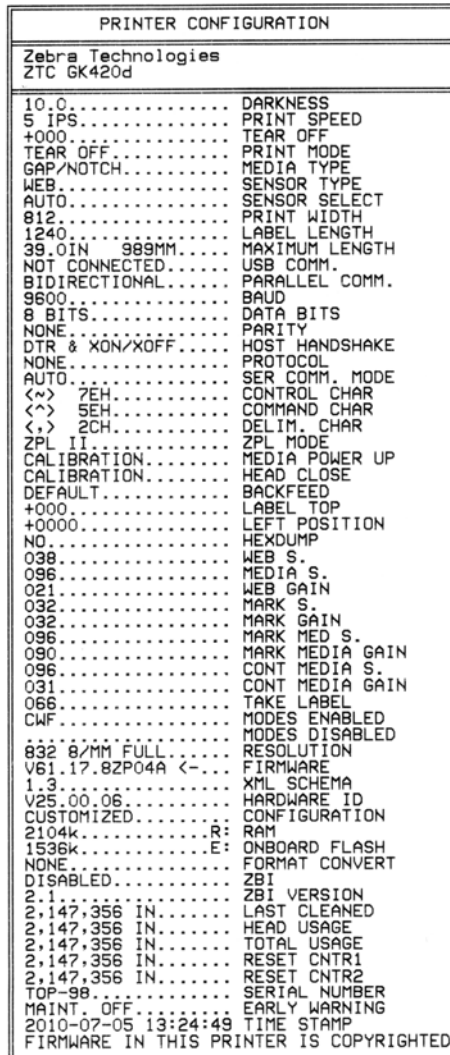 PRINTER CONFIGURATION
Zebra Technologies
ZTC GK420d
10.0............... DARKNESS
5 IPS.............. PRINT SPEED
+000............... TEAR OFF
TEAR OFF........... PRINT MODE
GAP/NOTCH.......... MEDIA TYPE
WEB................ SENSOR TYPE
AUTO............... SENSOR SELECT
812................ PRINT WIDTH
1240............... LABEL LENGTH
39.0IN   989MM..... MAXIMUM LENGTH
NOT CONNECTED...... USB COMM.
BIDIRECTIONAL...... PARALLEL COMM.
9600............... BAUD
8 BITS............. DATA BITS
NONE............... PARITY
DTR & XON/XOFF..... HOST HANDSHAKE
NONE............... PROTOCOL
AUTO............... SER COMM. MODE
<~>  7EH........... CONTROL CHAR
<^>  5EH........... COMMAND CHAR
<,>  2CH........... DELIM. CHAR
ZPL II............. ZPL MODE
CALIBRATION........ MEDIA POWER UP
CALIBRATION........ HEAD CLOSE
DEFAULT............ BACKFEED
+000............... LABEL TOP
+0000.............. LEFT POSITION
NO................. HEXDUMP
038................ WEB S.
096................ MEDIA S.
021................ WEB GAIN
032................ MARK S.
032................ MARK GAIN
096................ MARK MED S.
090................ MARK MEDIA GAIN
096................ CONT MEDIA S.
031................ CONT MEDIA GAIN
066................ TAKE LABEL
CWF................ MODES ENABLED
................... MODES DISABLED
832 8/MM FULL...... RESOLUTION
V61.17.8ZP04A <-... FIRMWARE
1.3................ XML SCHEMA
V25.00.06.......... HARDWARE ID
CUSTOMIZED......... CONFIGURATION
2104k............R: RAM
1536k............E: ONBOARD FLASH
NONE............... FORMAT CONVERT
DISABLED........... ZBI
2.1................ ZBI VERSION
2,147,356 IN....... LAST CLEANED
2,147,356 IN....... HEAD USAGE
2,147,356 IN....... TOTAL USAGE
2,147,356 IN....... RESET CNTR1
2,147,356 IN....... RESET CNTR2
TOP-98............. SERIAL NUMBER
MAINT. OFF......... EARLY WARNING
2010-07-05 13:24:49 TIME STAMP
FIRMWARE IN THIS PRINTER IS COPYRIGHTED